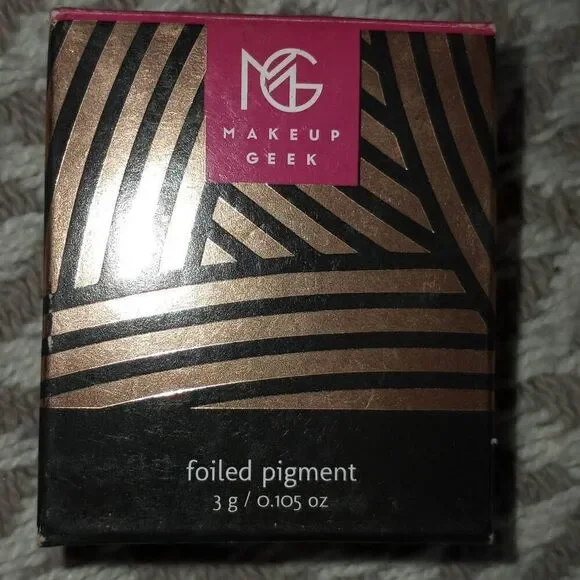 MG
MAKEUP
GEEK
foiled pigment
3 g / 0.105 oz